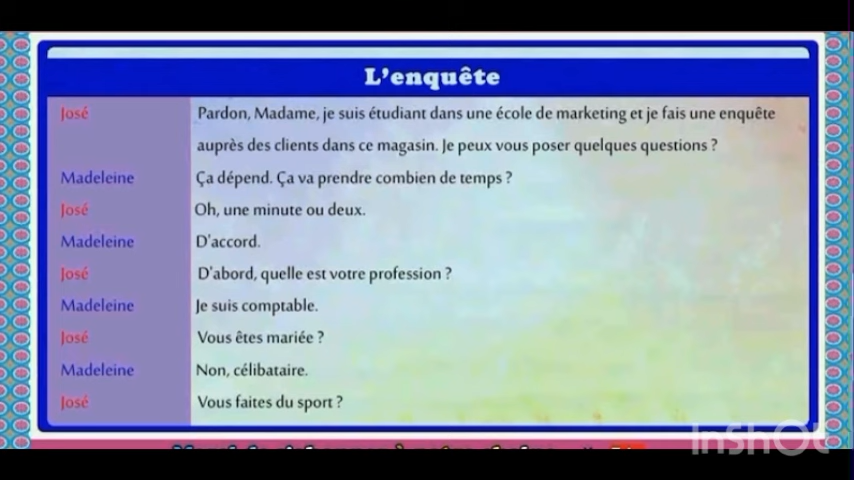 L'enquête
José Pardon, Madame, je suis étudiant dans une école de marketing et je fais une enquête
auprès des clients dans ce magasin. Je peux vous poser quelques questions ?
Madeleine Ça dépend. Ça va prendre combien de temps ?
José Oh, une minute ou deux.
Madeleine D'accord.
José D'abord, quelle est votre profession ?
Madeleine Je suis comptable.
José Vous êtes mariée ?
Madeleine Non, célibataire.
José Vous faites du sport ?
InShOt